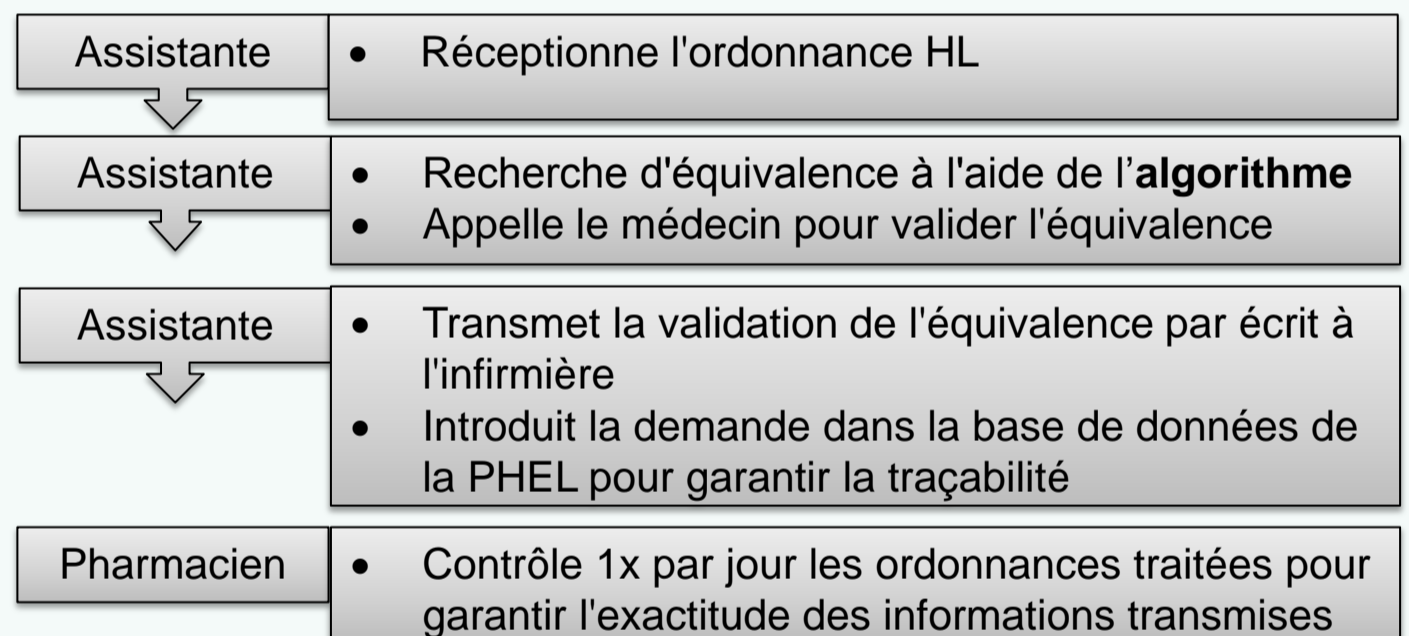 Assistante
• Réceptionne l'ordonnance HL
Assistante
• Recherche d'équivalence à l'aide de l’algorithme
• Appelle le médecin pour valider l'équivalence
Assistante
• Transmet la validation de l'équivalence par écrit à
l'infirmière
• Introduit la demande dans la base de données de
la PHEL pour garantir la traçabilité
Pharmacien
• Contrôle 1x par jour les ordonnances traitées pour
garantir l'exactitude des informations transmises